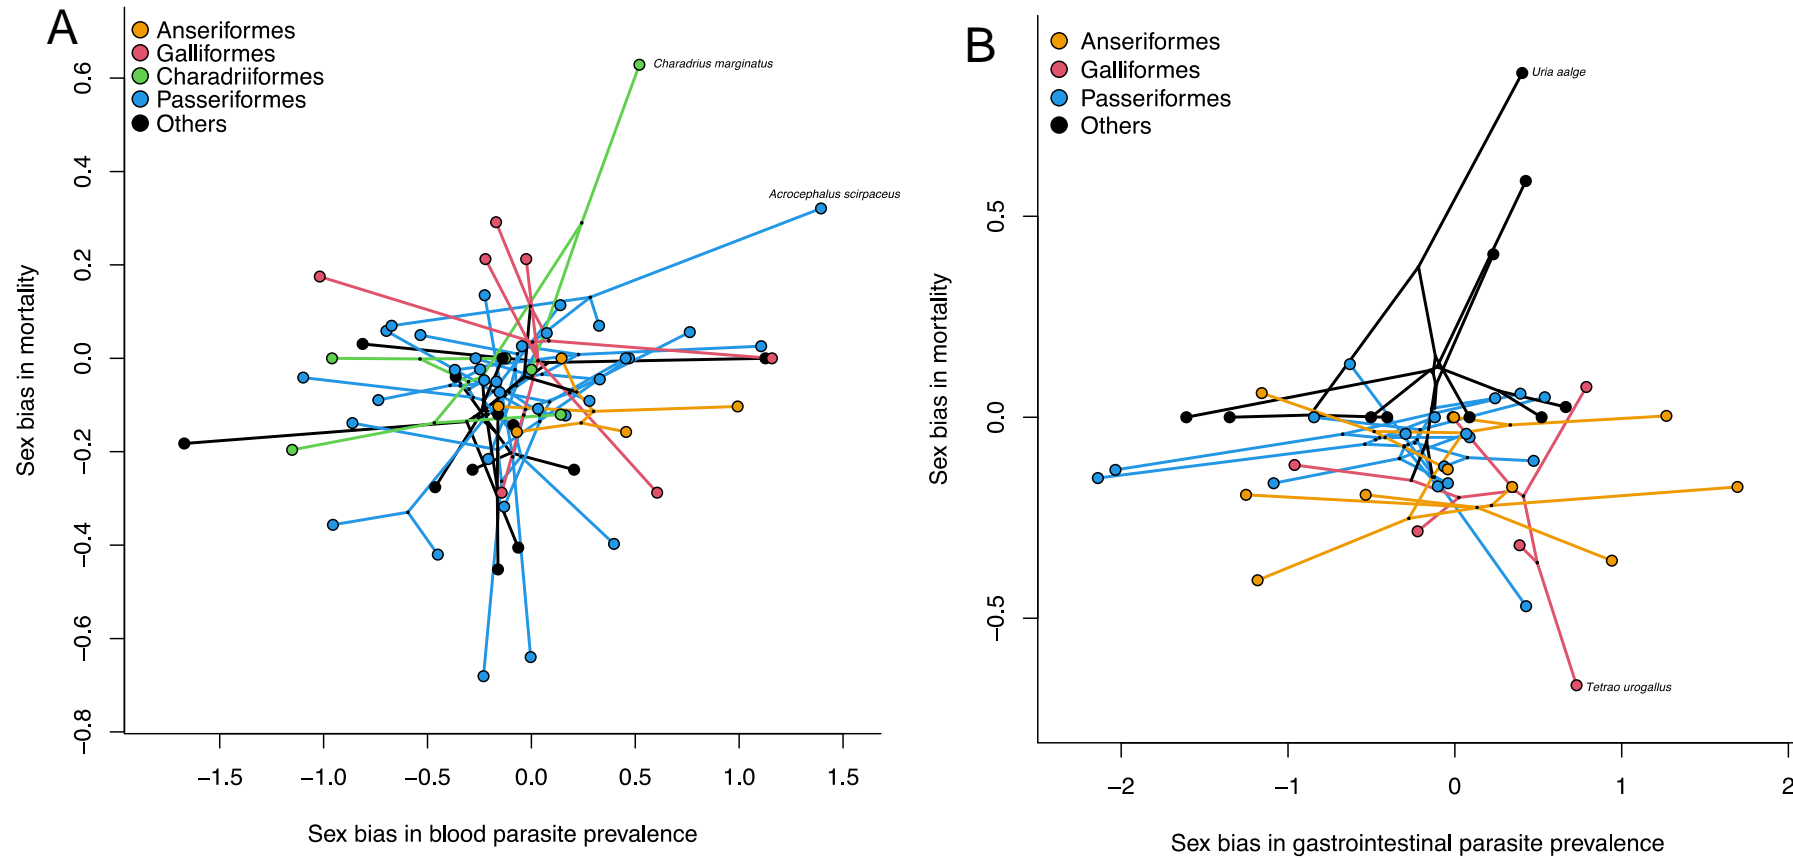 A
Anseriformes
Galliformes
Charadriiformes
Passeriformes
Others
Charadrius marginatus
Acrocephalus scirpaceus
0.6
0.4
0.2
0.0
−0.2
−0.4
−0.6
−0.8
Sex bias in mortality
−1.5
−1.0
−0.5
0.0
0.5
1.0
1.5
Sex bias in blood parasite prevalence
B
Anseriformes
Galliformes
Passeriformes
Others
Uria aalge
Tetrao urogallus
0.5
0.0
−0.5
Sex bias in mortality
−2
−1
0
1
2
Sex bias in gastrointestinal parasite prevalence